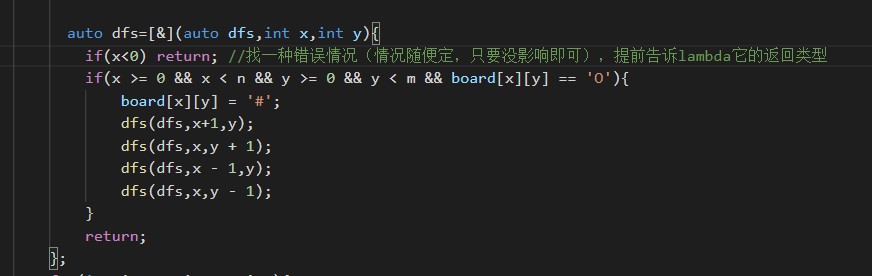 auto dfs=[&](auto dfs,int x,int y){
if(x<0) return; //找一种错误情况（情况随便定，只要没影响即可），提前告诉lambda它的返回类型
if(x >= 0 && x < n && y >= 0 && y < m && board[x][y] == 'O'){
board[x][y] = '#';
dfs(dfs,x+1,y);
dfs(dfs,x,y + 1);
dfs(dfs,x - 1,y);
dfs(dfs,x,y - 1);
}
return;
};